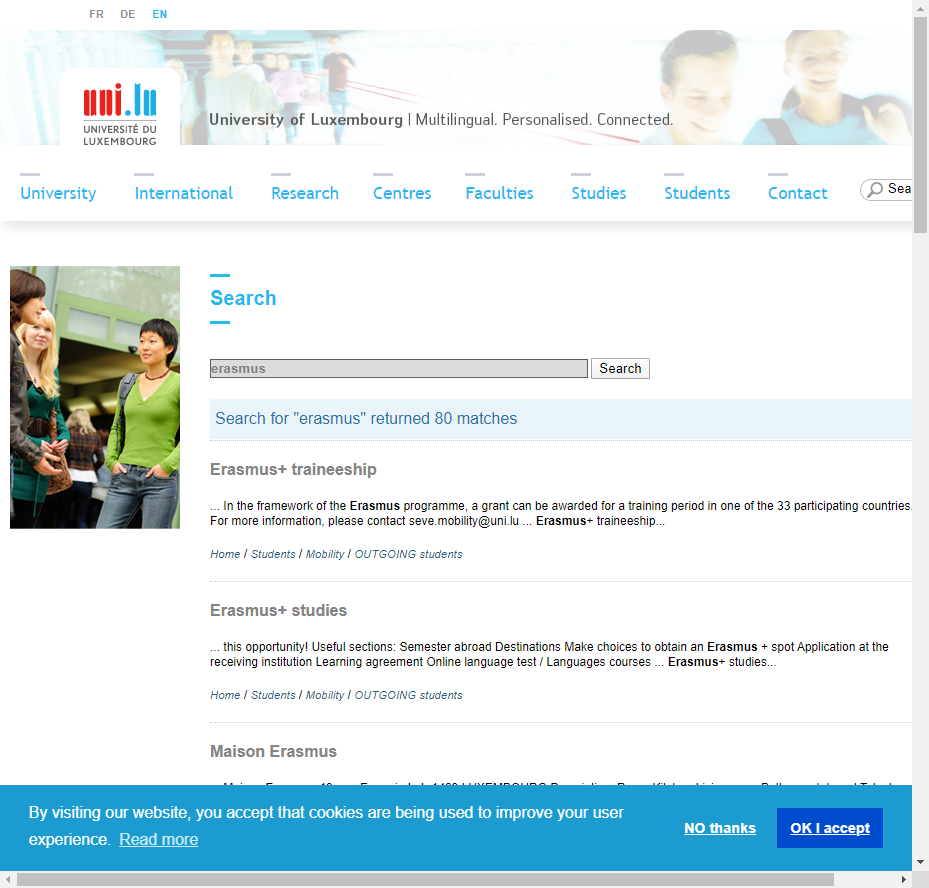 FR DE EN
uni.lu
UNIVERSITÉ DU
LUXEMBOURG
University of Luxembourg | Multilingual. Personalised. Connected.
University International Research Centres Faculties Studies Students Contact Sea
Search
erasmus Search
Search for "erasmus" returned 80 matches
Erasmus+ traineeship
... In the framework of the Erasmus programme, a grant can be awarded for a training period in one of the 33 participating countries.
For more information, please contact seve.mobility@uni.lu ... Erasmus+ traineeship...
Home / Students / Mobility / OUTGOING students
Erasmus+ studies
... this opportunity! Useful sections: Semester abroad Destinations Make choices to obtain an Erasmus + spot Application at the
receiving institution Learning agreement Online language test / Languages courses ... Erasmus+ studies...
Home / Students / Mobility / OUTGOING students
Maison Erasmus
By visiting our website, you accept that cookies are being used to improve your user
experience. Read more
NO thanks OK I accept